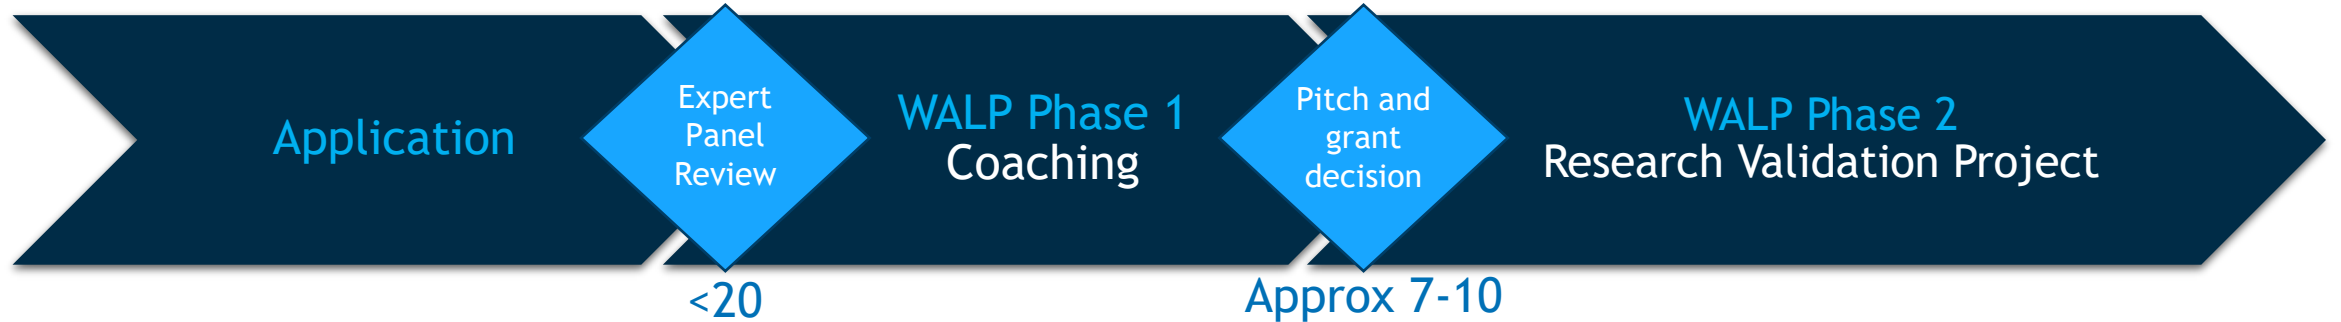 Application
Expert
Panel
Review
<20
WALP Phase 1
Coaching
Pitch and
grant
decision
Approx 7-10
WALP Phase 2
Research Validation Project